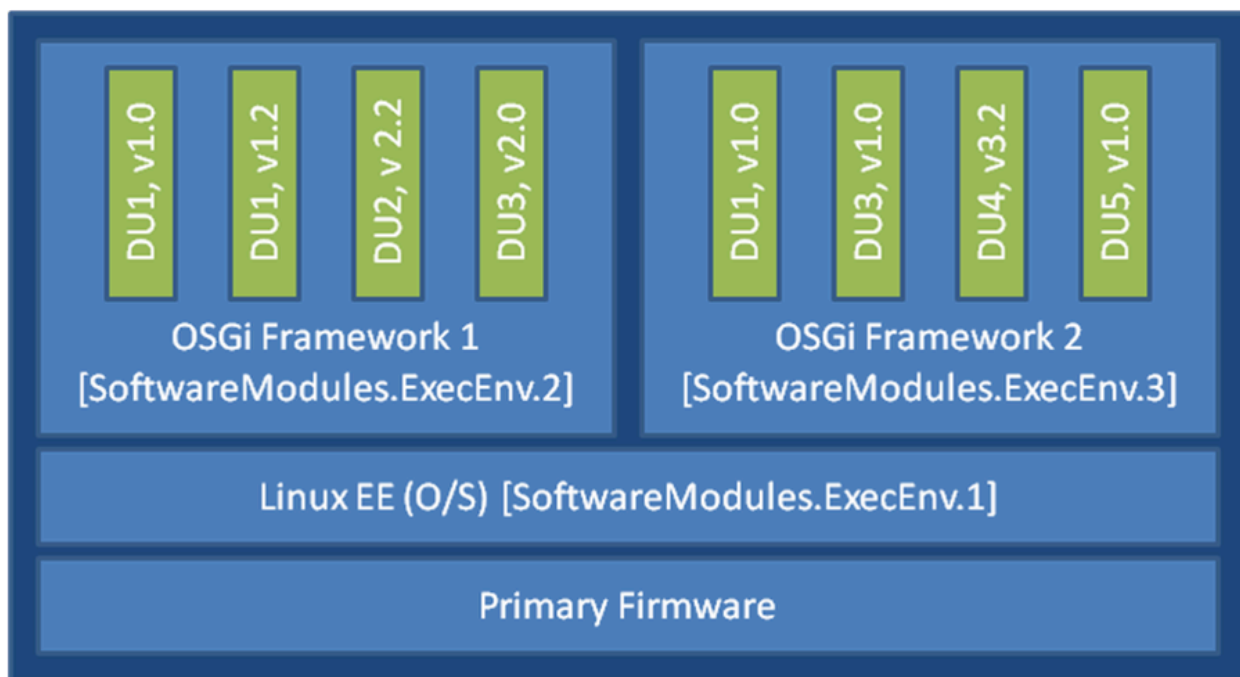 DU1, v1.0
DU1, v1.2
DU2, v 2.2
DU3, v2.0
OSGi Framework 1
[SoftwareModules.ExecEnv.2]
DU1, v1.0
DU3, v1.0
DU4, v3.2
DU5, v1.0
OSGi Framework 2
[SoftwareModules.ExecEnv.3]
Linux EE (O/S) [SoftwareModules.ExecEnv.1]
Primary Firmware